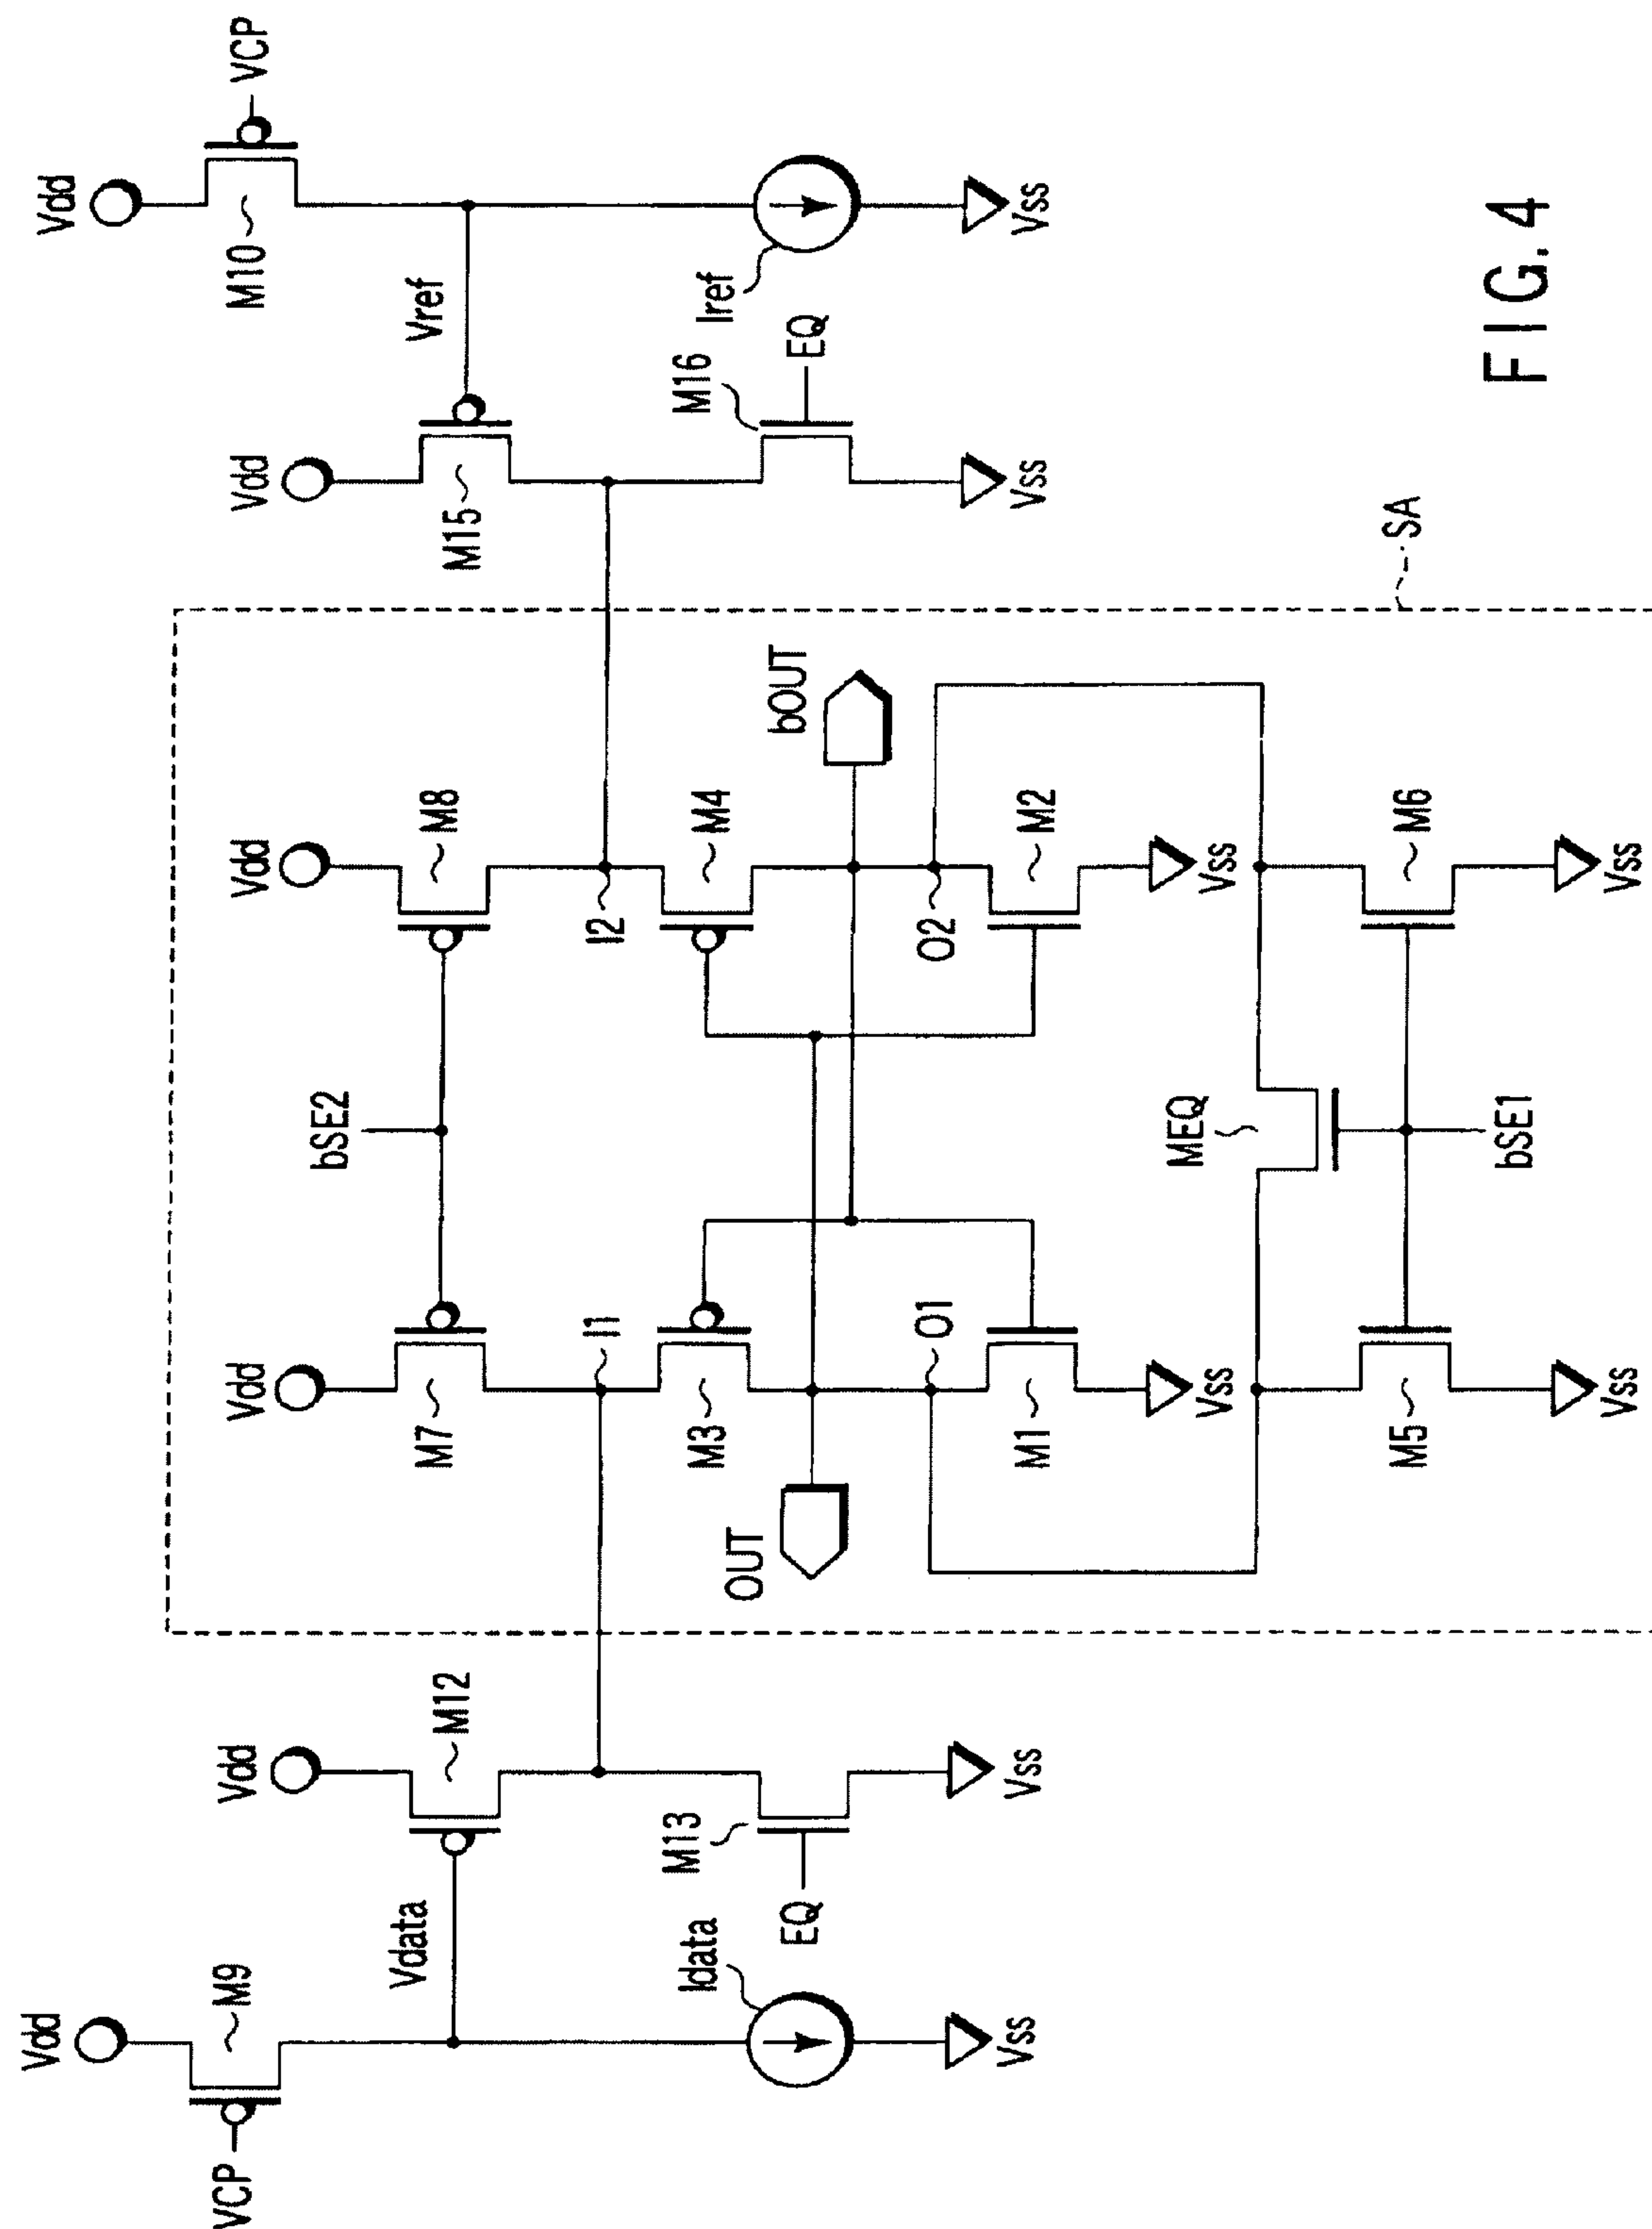 Vdd
VCP
M9
Vdata
Idata
Vss
Vdd
M12
M13
EQ
Vss
SA
Vdd
M7
bSE2
Vdd
M8
I1
I2
M3
M4
OUT
bOUT
O1
O2
M1
M2
Vss
Vss
MEQ
M5
M6
bSE1
Vss
Vss
Vdd
M15
Vref
M16
EQ
Vss
Vdd
VCP
M10
Iref
Vss
FIG. 4